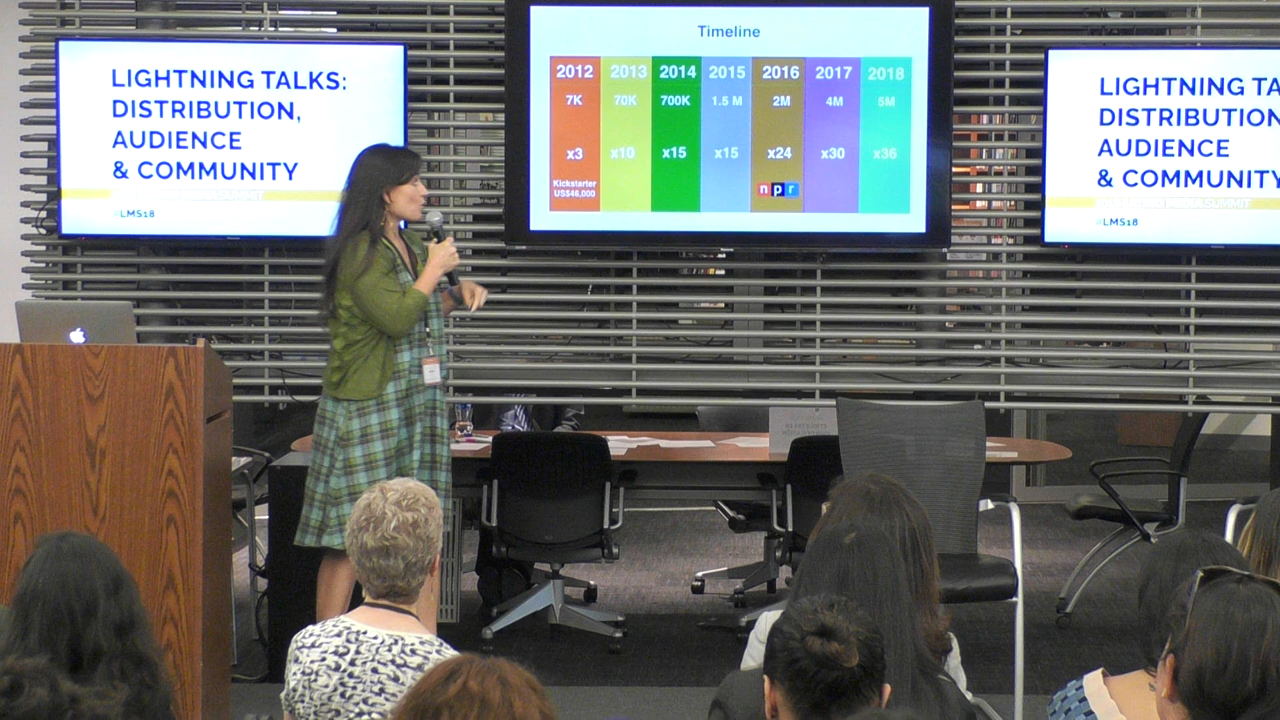 LIGHTNING TALKS:
DISTRIBUTION,
AUDIENCE
& COMMUNITY
#LMS18
Timeline
2012 2013 2014 2015 2016 2017 2018
7K 70K 700K 1.5 M 2M 4M 5M
x3 x10 x15 x15 x24 x30 x36
Kickstarter
US$46,000
npr
LIGHTNING TA
DISTRIBUTION
AUDIENCE
& COMMUNITY
#LMS18